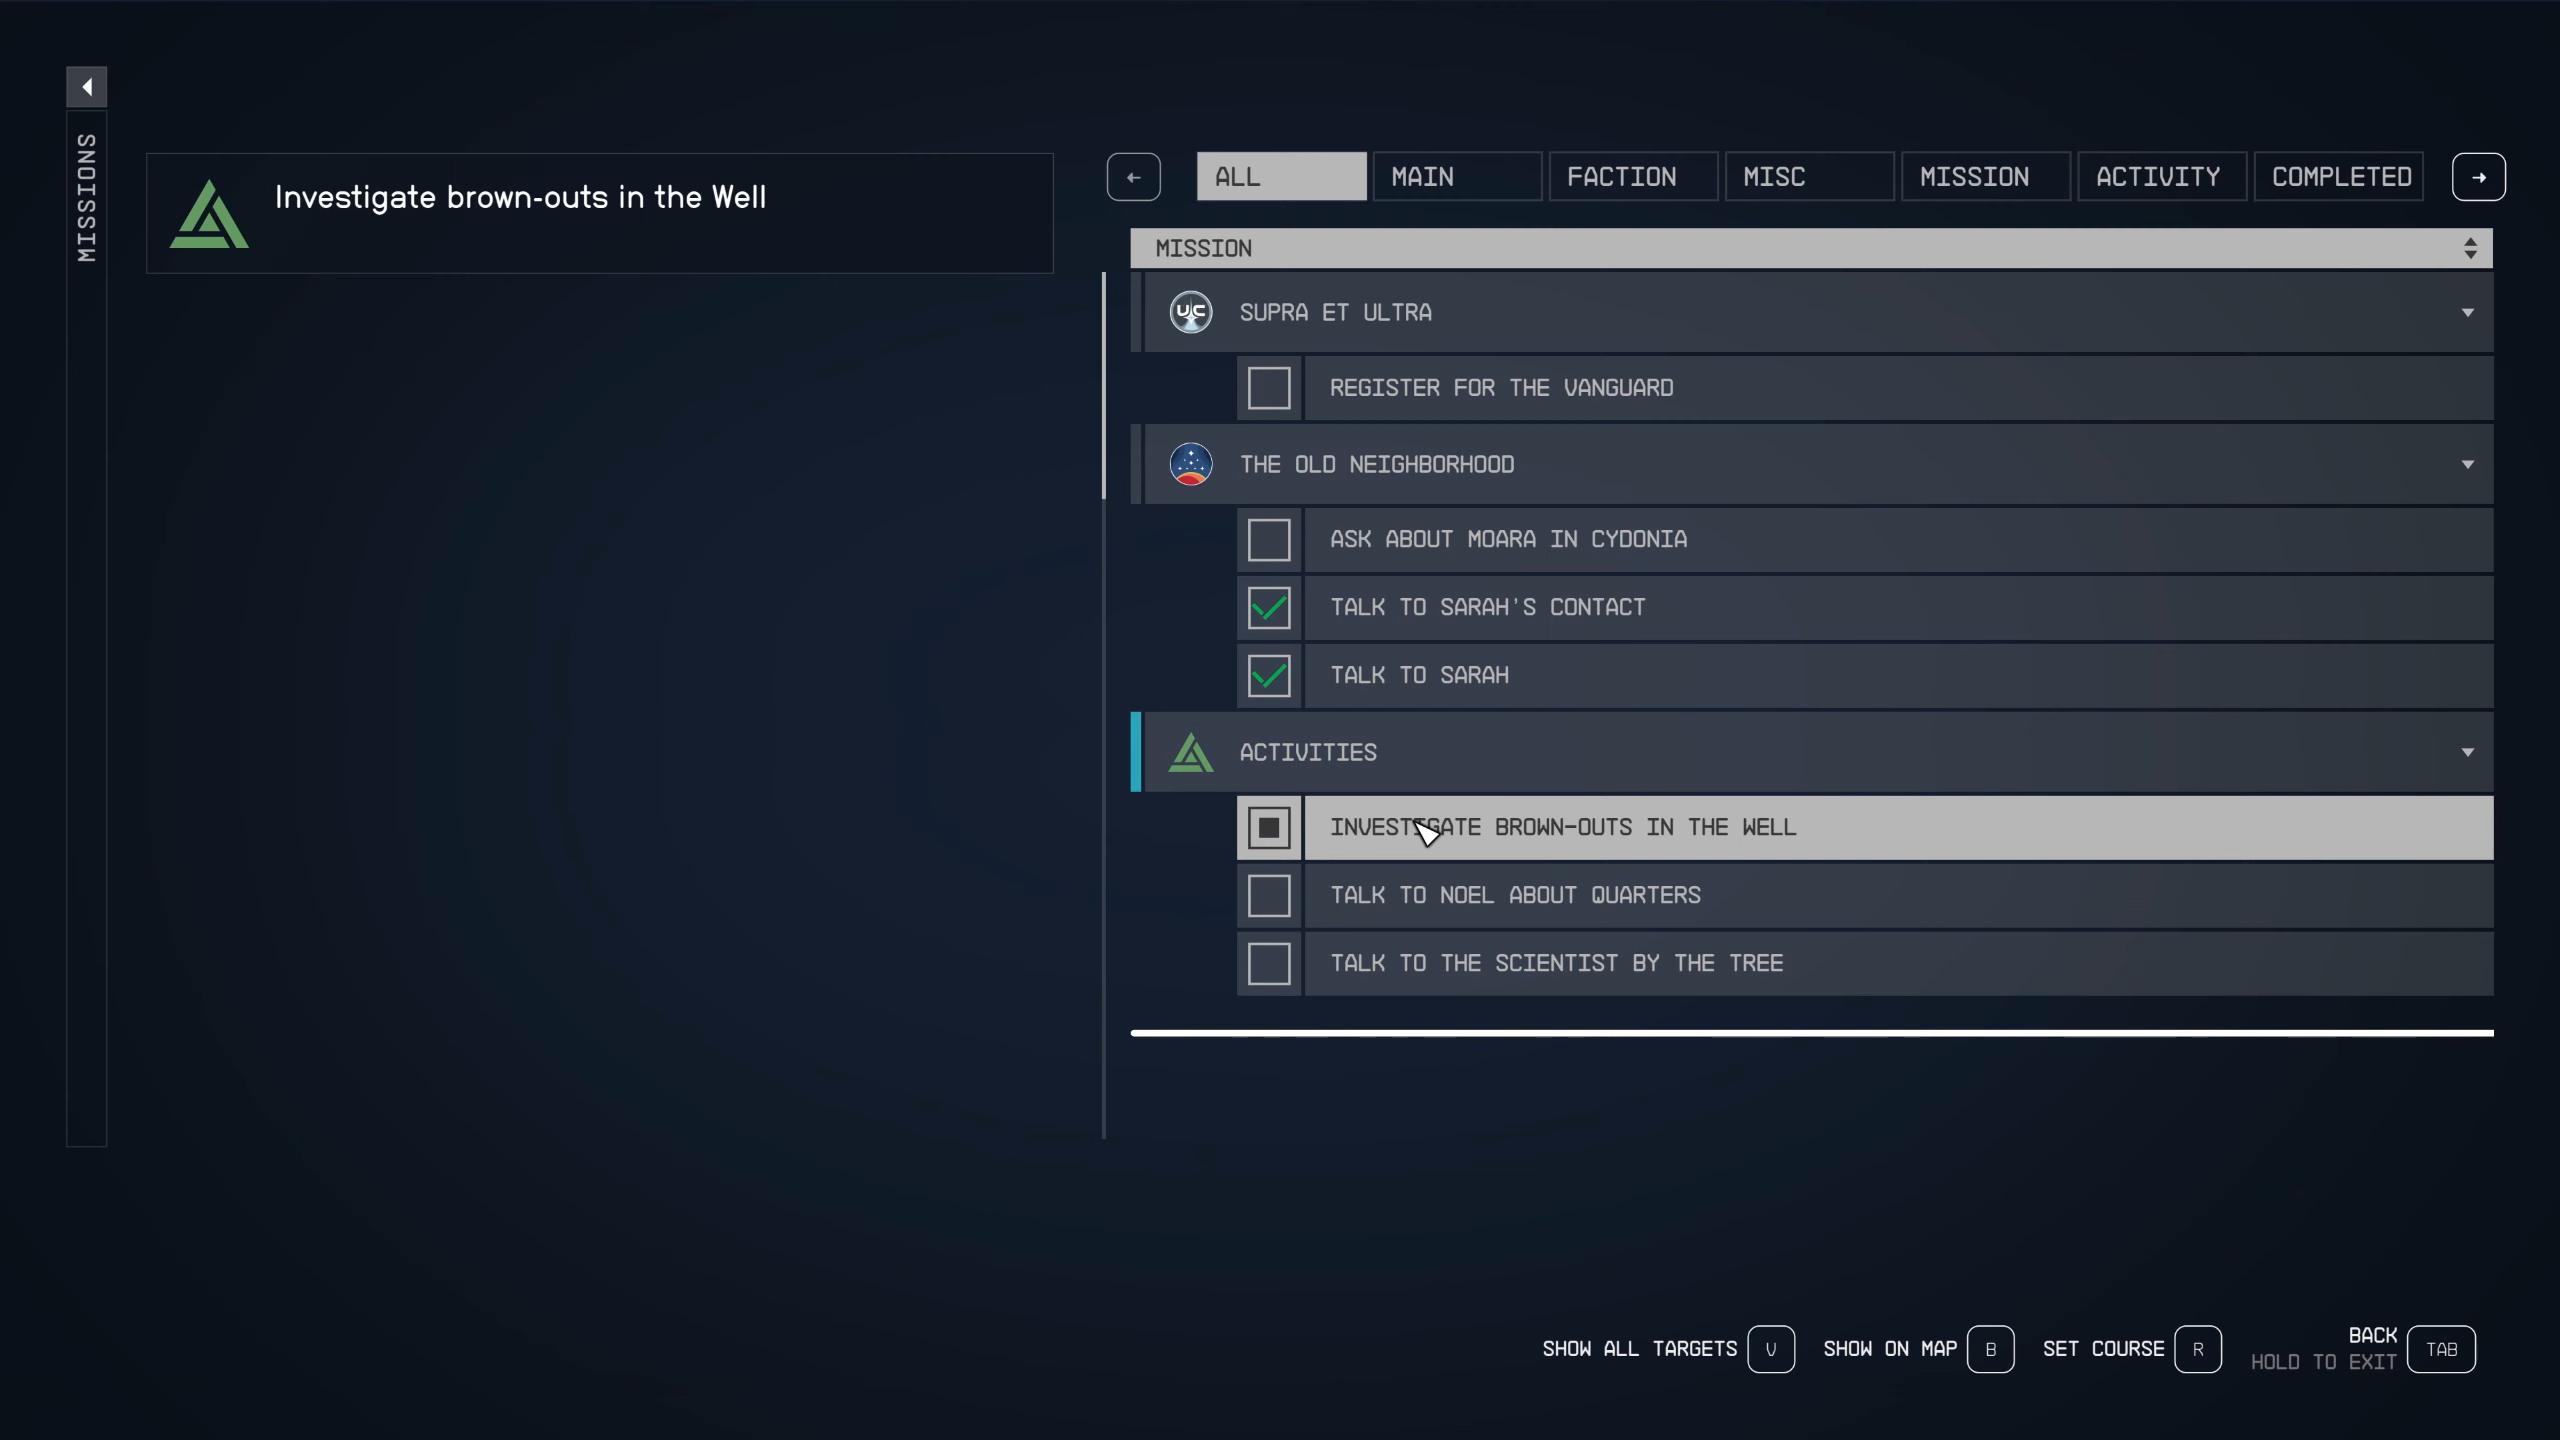 MISSIONS
Investigate brown-outs in the Well
ALL
MAIN
FACTION
MISC
MISSION
ACTIVITY
COMPLETED
MISSION
UC
SUPRA ET ULTRA
REGISTER FOR THE VANGUARD
THE OLD NEIGHBORHOOD
ASK ABOUT MOARA IN CYDONIA
TALK TO SARAH'S CONTACT
TALK TO SARAH
ACTIVITIES
INVESTIGATE BROWN-OUTS IN THE WELL
TALK TO NOEL ABOUT QUARTERS
TALK TO THE SCIENTIST BY THE TREE
SHOW ALL TARGETS V
SHOW ON MAP B
SET COURSE R
BACK
HOLD TO EXIT
TAB